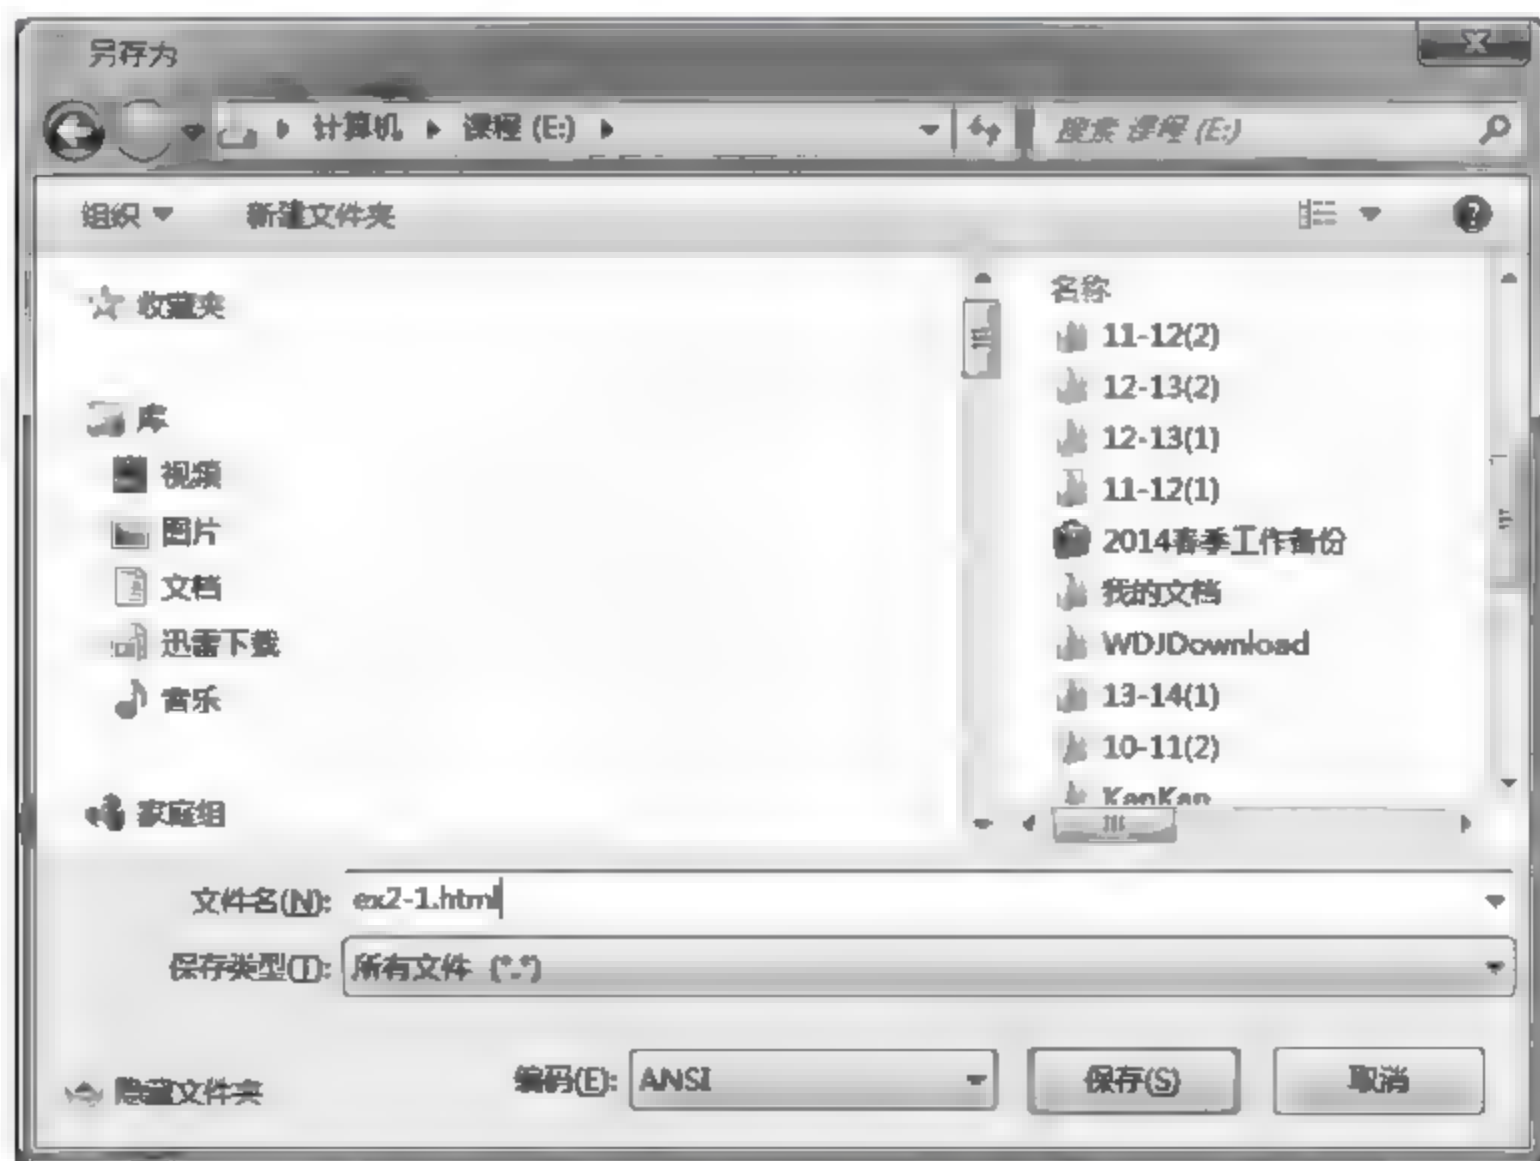 另存为
计算机 课程 (E:)
搜索 课程 (E:)
组织 新建文件夹
收藏夹
库
视频
图片
文档
迅雷下载
音乐
家庭组
名称
11-12(2)
12-13(2)
12-13(1)
11-12(1)
2014春季工作备份
我的文档
WDJDownload
13-14(1)
10-11(2)
KanKan
文件名(N): ex2-1.html
保存类型(T): 所有文件 (*.*)
隐藏文件夹
编码(E): ANSI
保存(S)
取消